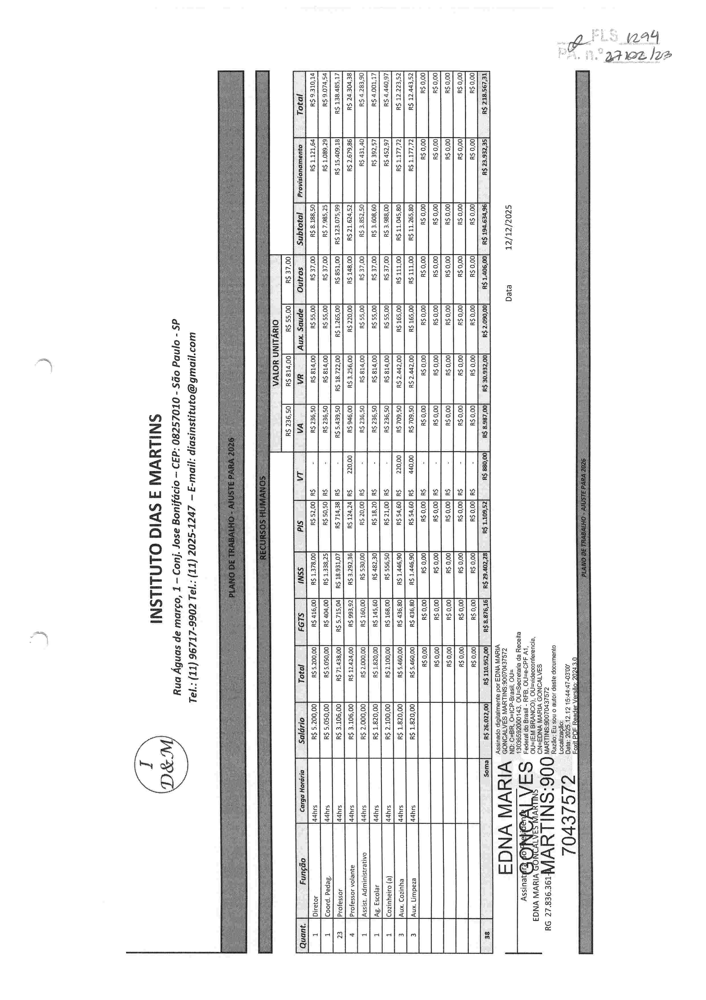 FLS 1294
PA. n.º 27102/23
I
D&M
INSTITUTO DIAS E MARTINS
Rua Águas de março, 1 – Conj. Jose Bonifácio – CEP: 08257010 - São Paulo - SP
Tel.: (11) 96717-9902 Tel.: (11) 2025-1247 – E-mail: diasinstituto@gmail.com
PLANO DE TRABALHO - AJUSTE PARA 2026
RECURSOS HUMANOS
VALOR UNITÁRIO
R$ 236,50 R$ 814,00 R$ 55,00 R$ 37,00
Quant. Função Carga Horária Salário Total FGTS INSS PIS VT VA VR Aux. Saude Outros Subtotal Provisionamento Total
1 Diretor 44hrs R$ 5.200,00 R$ 5.200,00 R$ 416,00 R$ 1.378,00 R$ 52,00 R$ - R$ 236,50 R$ 814,00 R$ 55,00 R$ 37,00 R$ 8.188,50 R$ 1.121,64 R$ 9.310,14
1 Coord. Pedag. 44hrs R$ 5.050,00 R$ 5.050,00 R$ 404,00 R$ 1.338,25 R$ 50,50 R$ - R$ 236,50 R$ 814,00 R$ 55,00 R$ 37,00 R$ 7.985,25 R$ 1.089,29 R$ 9.074,54
23 Professor 44hrs R$ 3.106,00 R$ 71.438,00 R$ 5.715,04 R$ 18.931,07 R$ 714,38 R$ - R$ 5.439,50 R$ 18.722,00 R$ 1.265,00 R$ 851,00 R$ 123.075,99 R$ 15.409,18 R$ 138.485,17
4 Professor volante 44hrs R$ 3.106,00 R$ 12.424,00 R$ 993,92 R$ 3.292,36 R$ 124,24 R$ 220,00 R$ 946,00 R$ 3.256,00 R$ 220,00 R$ 148,00 R$ 21.624,52 R$ 2.679,86 R$ 24.304,38
1 Assist. Administrativo 44hrs R$ 2.000,00 R$ 2.000,00 R$ 160,00 R$ 530,00 R$ 20,00 R$ - R$ 236,50 R$ 814,00 R$ 55,00 R$ 37,00 R$ 3.852,50 R$ 431,40 R$ 4.283,90
1 Ag. Escolar 44hrs R$ 1.820,00 R$ 1.820,00 R$ 145,60 R$ 482,30 R$ 18,20 R$ - R$ 236,50 R$ 814,00 R$ 55,00 R$ 37,00 R$ 3.608,60 R$ 392,57 R$ 4.001,17
1 Cozinheiro (a) 44hrs R$ 2.100,00 R$ 2.100,00 R$ 168,00 R$ 556,50 R$ 21,00 R$ - R$ 236,50 R$ 814,00 R$ 55,00 R$ 37,00 R$ 3.988,00 R$ 452,97 R$ 4.440,97
3 Aux. Cozinha 44hrs R$ 1.820,00 R$ 5.460,00 R$ 436,80 R$ 1.446,90 R$ 54,60 R$ 220,00 R$ 709,50 R$ 2.442,00 R$ 165,00 R$ 111,00 R$ 11.045,80 R$ 1.177,72 R$ 12.223,52
3 Aux. Limpeza 44hrs R$ 1.820,00 R$ 5.460,00 R$ 436,80 R$ 1.446,90 R$ 54,60 R$ 440,00 R$ 709,50 R$ 2.442,00 R$ 165,00 R$ 111,00 R$ 11.265,80 R$ 1.177,72 R$ 12.443,52
R$ 0,00 R$ 0,00 R$ 0,00 R$ 0,00 R$ - R$ 0,00 R$ 0,00 R$ 0,00 R$ 0,00 R$ 0,00 R$ 0,00 R$ 0,00
R$ 0,00 R$ 0,00 R$ 0,00 R$ 0,00 R$ - R$ 0,00 R$ 0,00 R$ 0,00 R$ 0,00 R$ 0,00 R$ 0,00 R$ 0,00
R$ 0,00 R$ 0,00 R$ 0,00 R$ 0,00 R$ - R$ 0,00 R$ 0,00 R$ 0,00 R$ 0,00 R$ 0,00 R$ 0,00 R$ 0,00
R$ 0,00 R$ 0,00 R$ 0,00 R$ 0,00 R$ - R$ 0,00 R$ 0,00 R$ 0,00 R$ 0,00 R$ 0,00 R$ 0,00 R$ 0,00
R$ 0,00 R$ 0,00 R$ 0,00 R$ 0,00 R$ - R$ 0,00 R$ 0,00 R$ 0,00 R$ 0,00 R$ 0,00 R$ 0,00 R$ 0,00
38 Soma R$ 26.022,00 R$ 110.952,00 R$ 8.876,16 R$ 29.402,28 R$ 1.109,52 R$ 880,00 R$ 8.987,00 R$ 30.932,00 R$ 2.090,00 R$ 1.406,00 R$ 194.634,96 R$ 23.932,35 R$ 218.567,31
EDNA MARIA
GONCALVES
MARTINS:900
70437572
Assinado digitalmente por EDNA MARIA
GONCALVES MARTINS:90070437572
ND: C=BR, O=ICP-Brasil, OU=
13036592000143, OU=Secretaria da Receita
Federal do Brasil - RFB, OU=e-CPF A1,
OU=(EM BRANCO), OU=videoconferencia,
CN=EDNA MARIA GONCALVES
MARTINS:90070437572
Razão: Eu sou o autor deste documento
Localização:
Data: 2025.12.12 15:44:47-03'00'
Foxit PDF Reader Versão: 2024.3.0
Data 12/12/2025
EDNA MARIA GONCALVES MARTINS
RG 27.836.361-
PLANO DE TRABALHO - AJUSTE PARA 2026